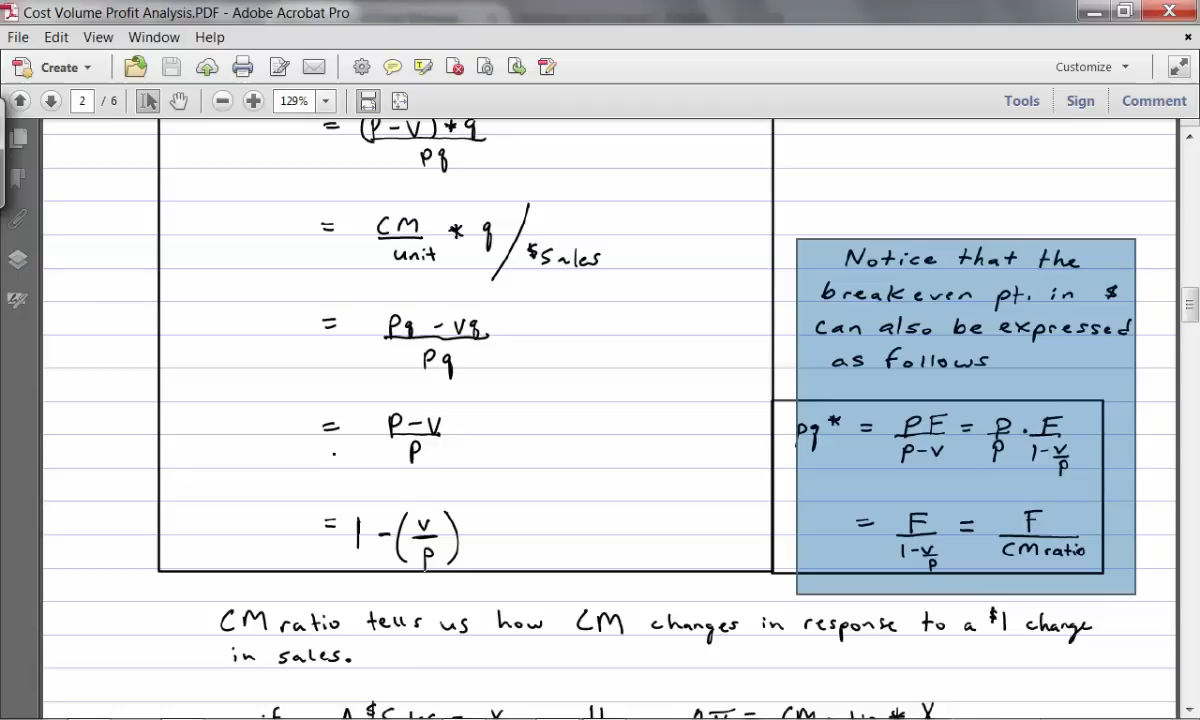 Cost Volume Profit Analysis.PDF - Adobe Acrobat Pro
File Edit View Window Help
Create Customize
2 / 6 129% Tools Sign Comment
= (P-V) * q
Pq
= CM * q / $Sales
unit
= Pq - Vq
Pq
= P-V
P
= 1 - (V/P)
Notice that the
breakeven pt. in $
can also be expressed
as follows
Pq* = PF/P-V = P/P · F/1-V/P
= F/1-V/P = F/CM ratio
CM ratio tells us how CM changes in response to a $1 change
in sales.